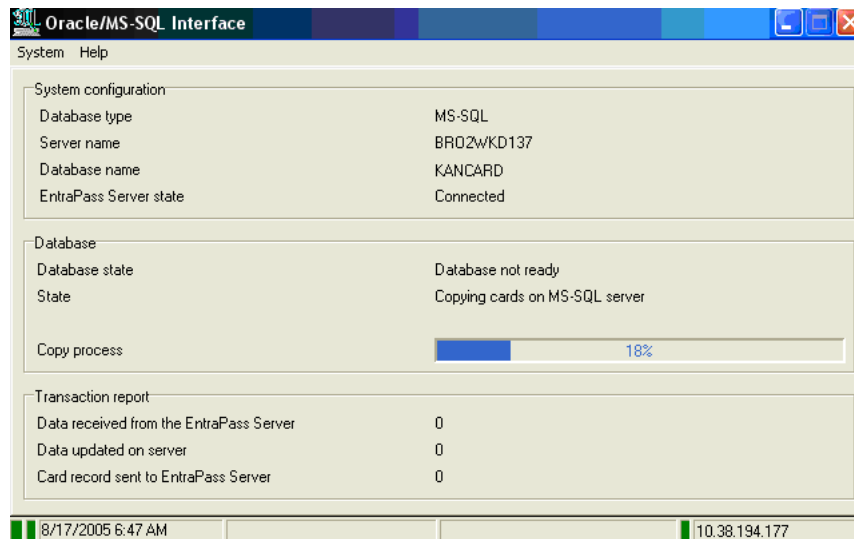 Oracle/MS-SQL Interface
System Help
System configuration
Database type MS-SQL
Server name BRO2WKD137
Database name KANCARD
EntraPass Server state Connected
Database
Database state Database not ready
State Copying cards on MS-SQL server
Copy process 18%
Transaction report
Data received from the EntraPass Server 0
Data updated on server 0
Card record sent to EntraPass Server 0
8/17/2005 6:47 AM 10.38.194.177